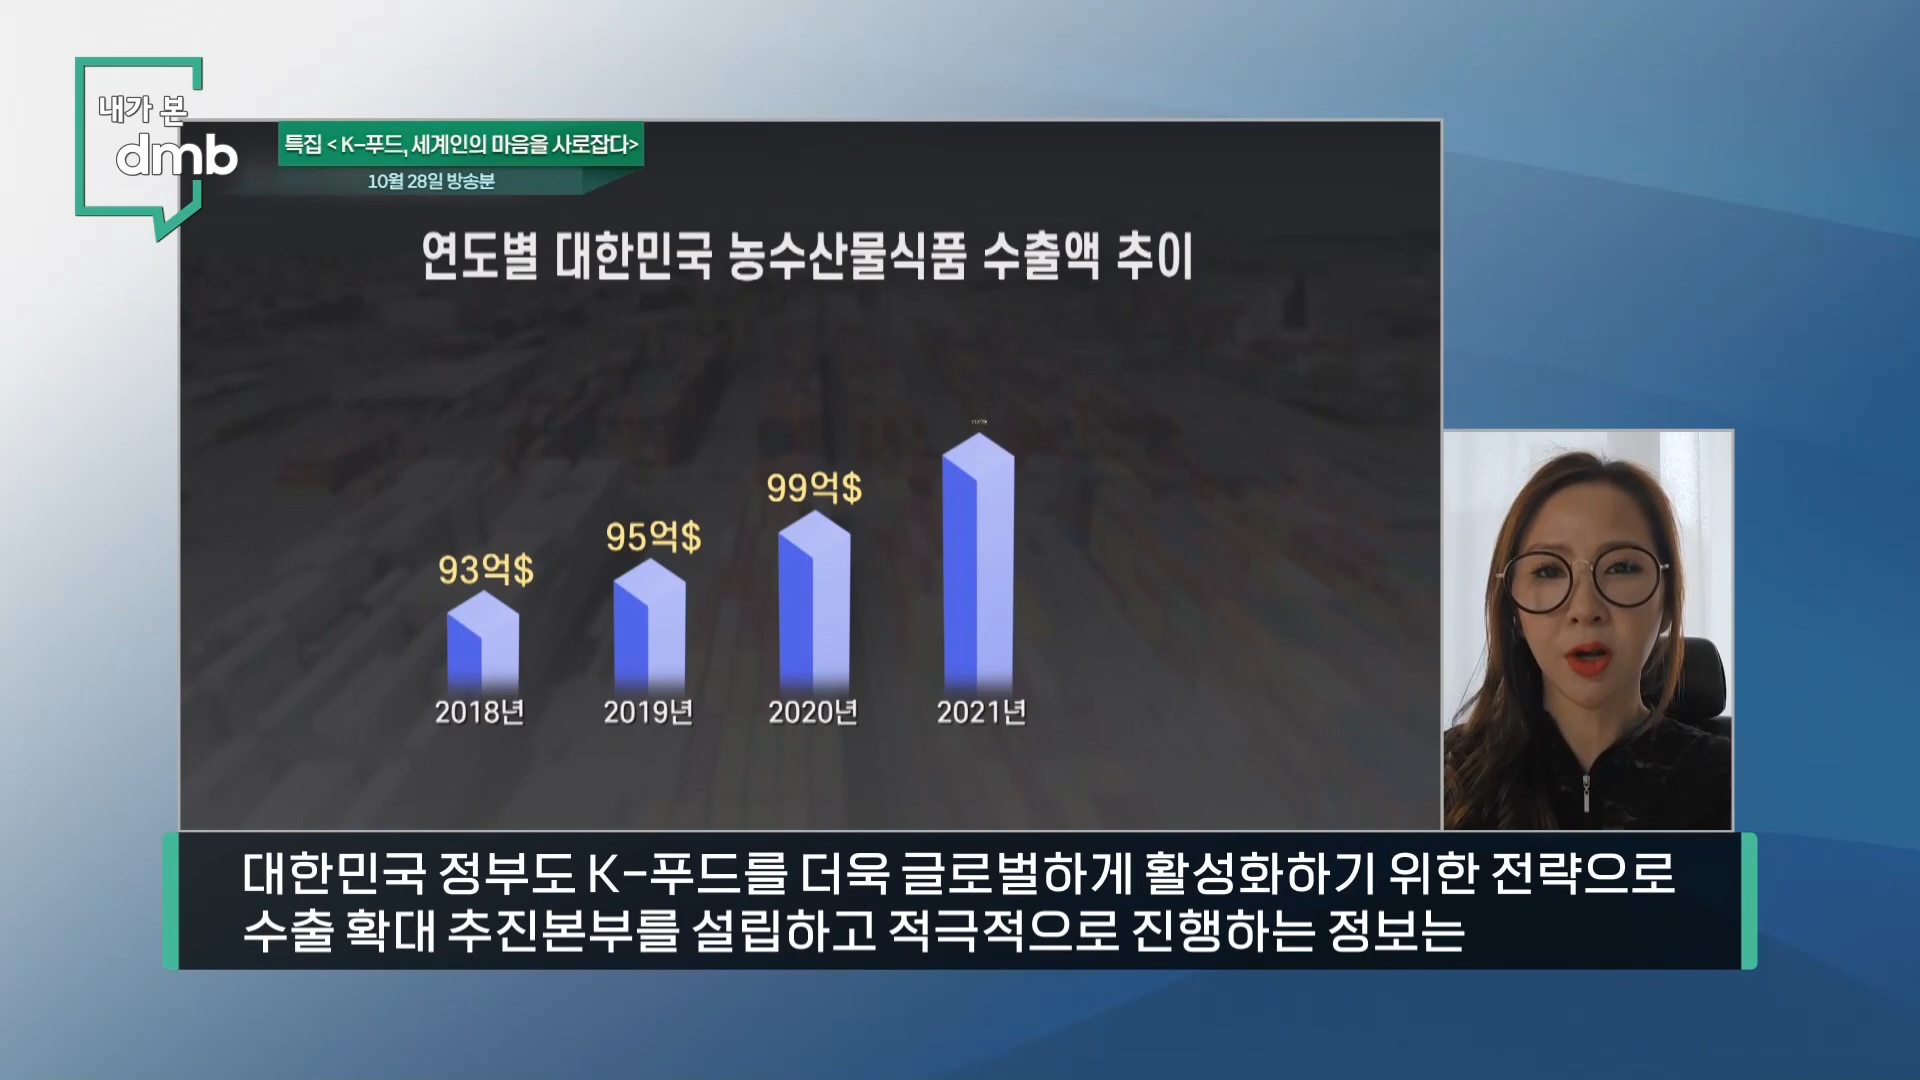 내가 본
dmb
특집 < K-푸드, 세계인의 마음을 사로잡다>
10월 28일 방송분
연도별 대한민국 농수산물식품 수출액 추이
93억$
95억$
99억$
2018년
2019년
2020년
2021년
대한민국 정부도 K-푸드를 더욱 글로벌하게 활성화하기 위한 전략으로
수출 확대 추진본부를 설립하고 적극적으로 진행하는 정보는